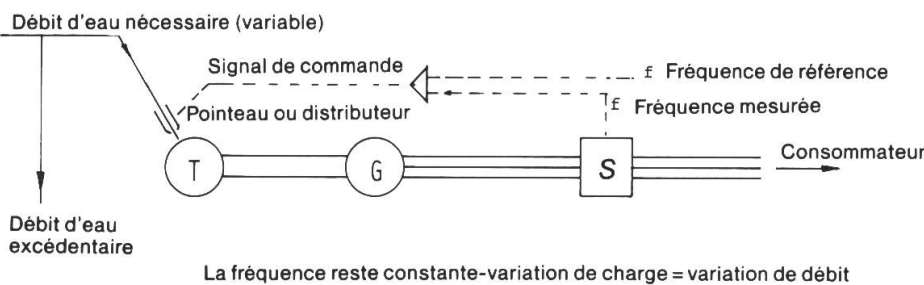 Débit d'eau nécessaire (variable)
Signal de commande
f Fréquence de référence
f Fréquence mesurée
Pointeau ou distributeur
T
G
S
Consommateur
Débit d'eau
excédentaire
La fréquence reste constante-variation de charge = variation de débit